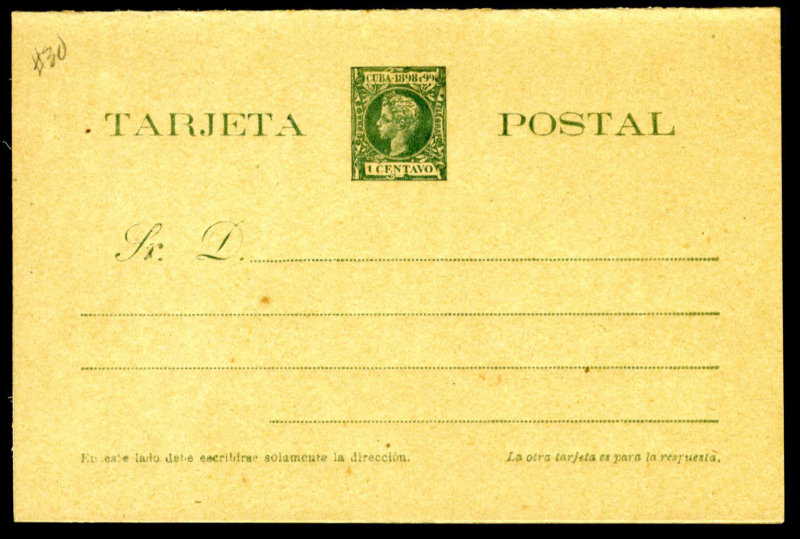 830
CUBA-1898 Y 99
TARJETA POSTAL
1 CENTAVO
Sr. D.
En este lado debe escribirse solamente la dirección. La otra tarjeta es para la respuesta.